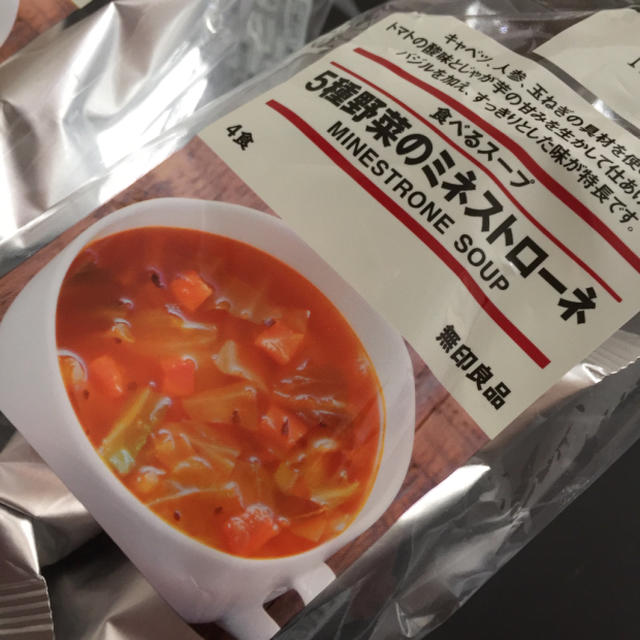 キャベツ、人参、玉ねぎの具材を
トマトの酸味とじゃが芋の甘みを生かして仕あ
バジルを加え、すっきりとした味が特長です。
食べるスープ
5種野菜のミネストローネ
MINESTRONE SOUP
4食
無印良品